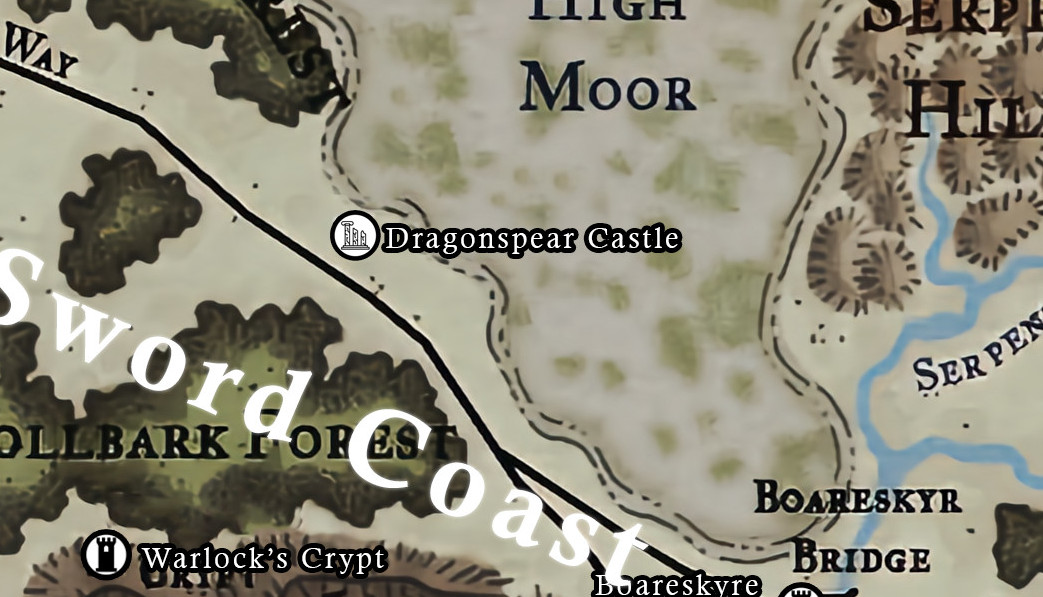 HIGH
MOOR
WAY
Dragonspear Castle
Sword Coast
Warlock's Crypt
BOARESKYR
BRIDGE
Boareskyre